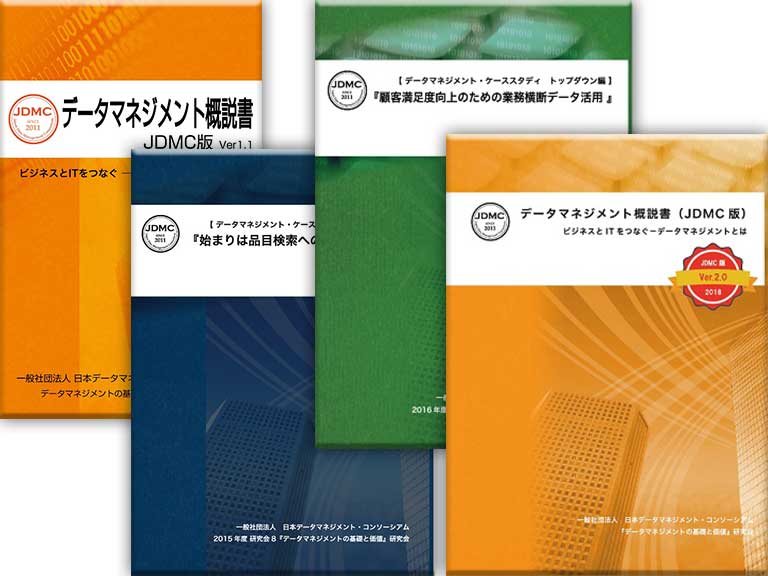 JDMC
SINCE
2011
データマネジメント概説書
JDMC版 Ver1.1
ビジネスとITをつなぐ
一般社団法人 日本データマネ
データマネジメントの基
JDMC
SINCE
2011
【 データマネジメント・ケース
『始まりは品目検索への
一般社団法人 日本データマネジメント・コンソーシアム
2015年度 研究会8『データマネジメントの基礎と価値』研究会
JDMC
SINCE
2011
【 データマネジメント・ケーススタディ トップダウン編 】
『顧客満足度向上のための業務横断データ活用 』
2016年度
JDMC
SINCE
2011
データマネジメント概説書（JDMC 版）
ビジネスと IT をつなぐーデータマネジメントとは
JDMC 版
Ver.2.0
2018
一般社団法人 日本データマネジメント・コンソーシアム
『データマネジメントの基礎と価値』研究会